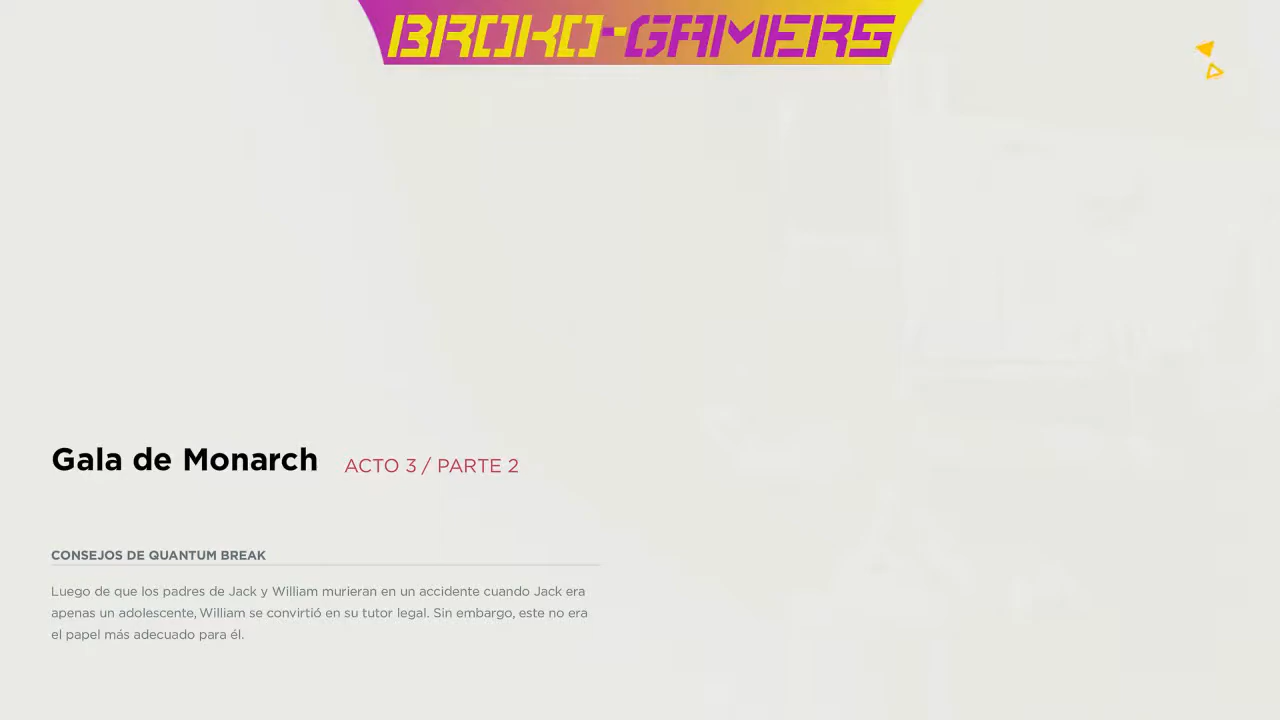 BROKO-GAMERS
Gala de Monarch ACTO 3 / PARTE 2
CONSEJOS DE QUANTUM BREAK
Luego de que los padres de Jack y William murieran en un accidente cuando Jack era
apenas un adolescente, William se convirtió en su tutor legal. Sin embargo, este no era
el papel más adecuado para él.